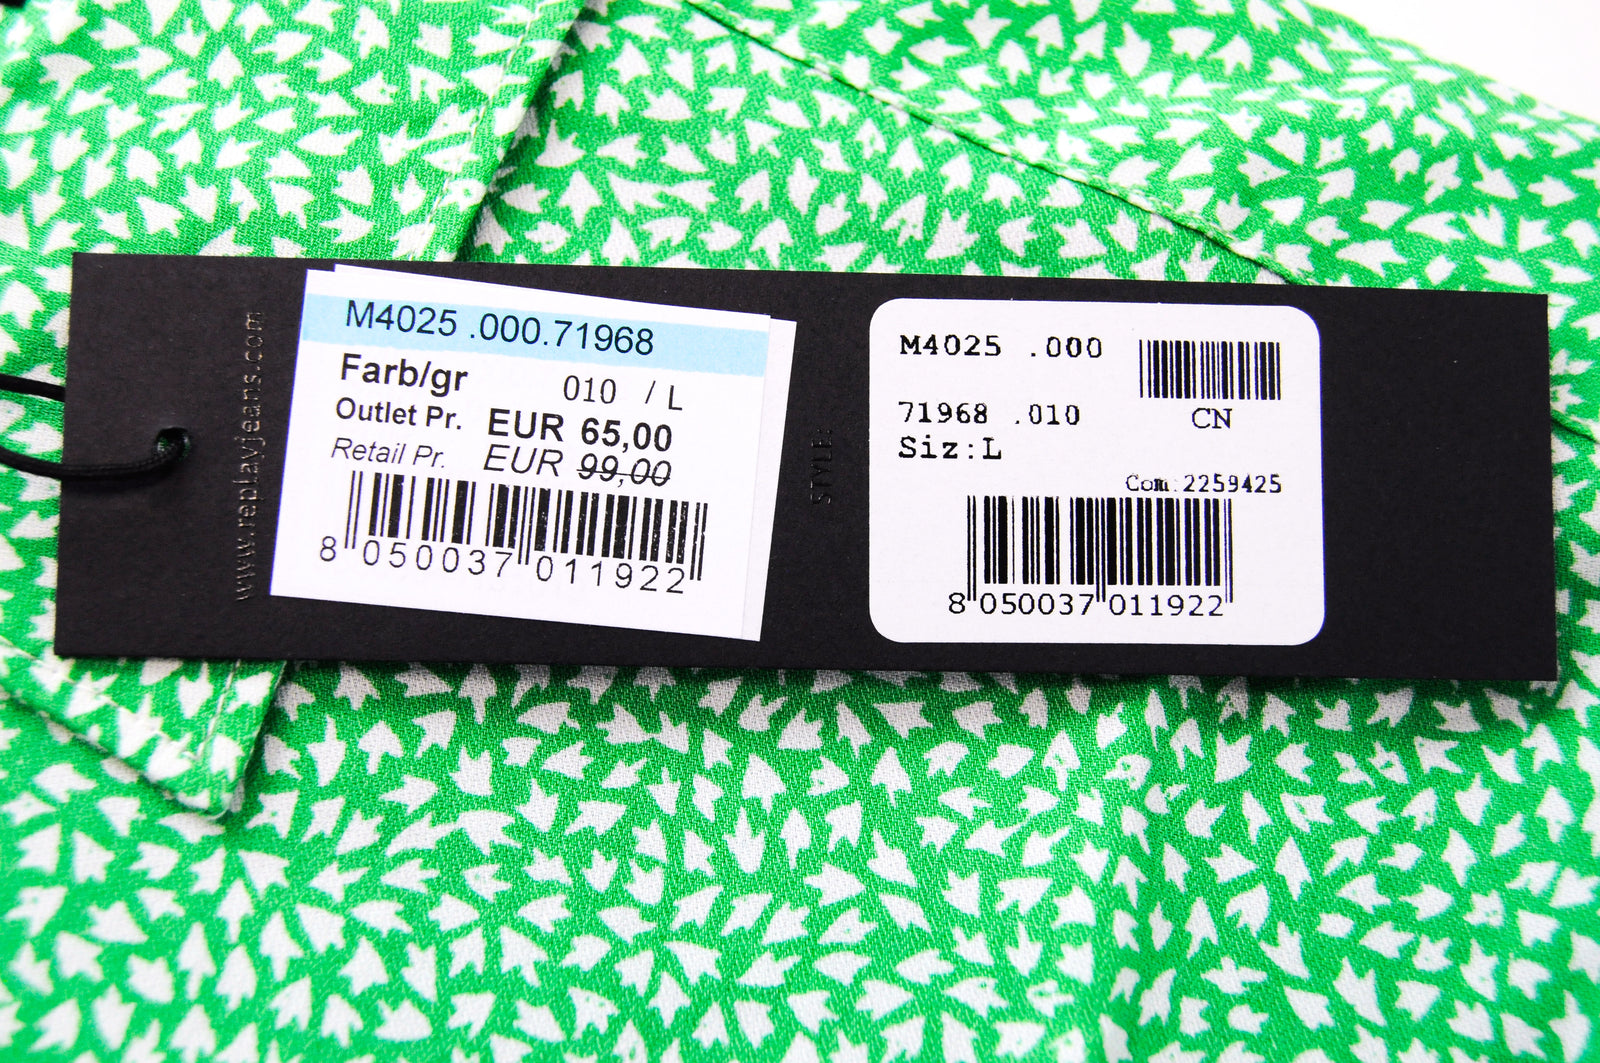 www.replayjeans.com
M4025 .000.71968
Farb/gr 010 / L
Outlet Pr. EUR 65,00
Retail Pr. EUR 99,00
8 050037 011922
STYLE:
M4025 .000
71968 .010
CN
Siz:L
Com:2259425
8 050037 011922